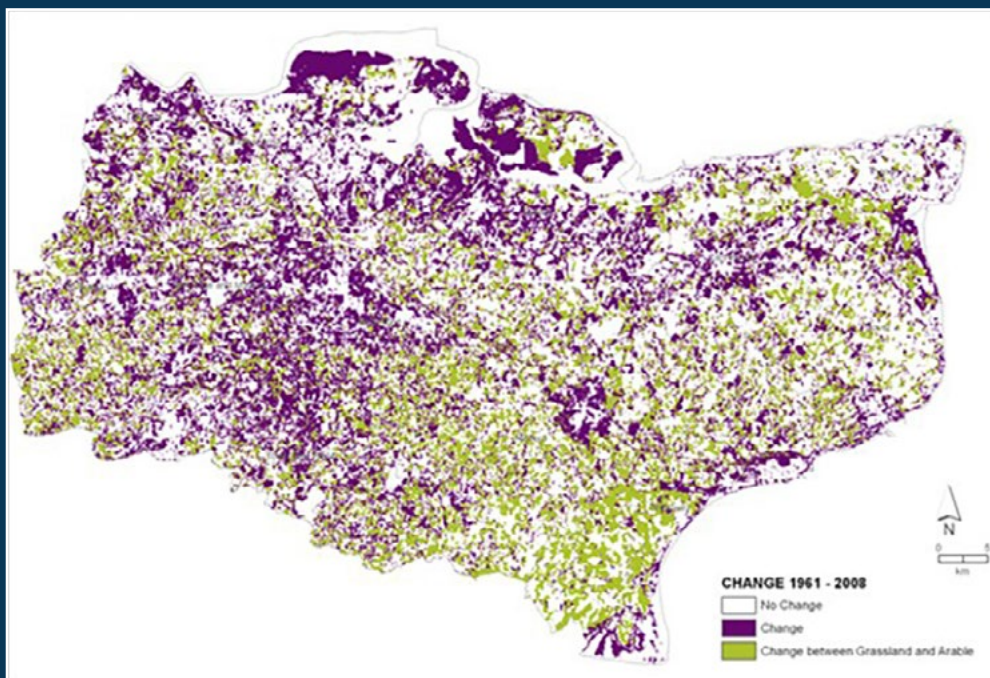 N
0 5
km
CHANGE 1961 - 2008
No Change
Change
Change between Grassland and Arable